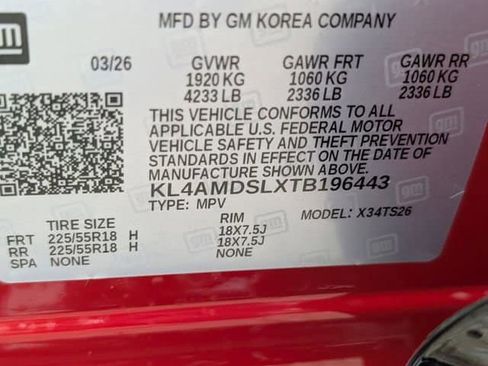 gm
MFD BY GM KOREA COMPANY
03/26 GVWR GAWR FRT GAWR RR
1920 KG 1060 KG 1060 KG
4233 LB 2336 LB 2336 LB
THIS VEHICLE CONFORMS TO ALL
APPLICABLE U.S. FEDERAL MOTOR
VEHICLE SAFETY AND THEFT PREVENTION
STANDARDS IN EFFECT ON THE DATE OF
MANUFACTURE SHOWN ABOVE.
KL4AMDSLXTB196443
TYPE: MPV MODEL: X34TS26
TIRE SIZE RIM
FRT 225/55R18 H 18X7.5J
RR 225/55R18 H 18X7.5J
SPA NONE NONE